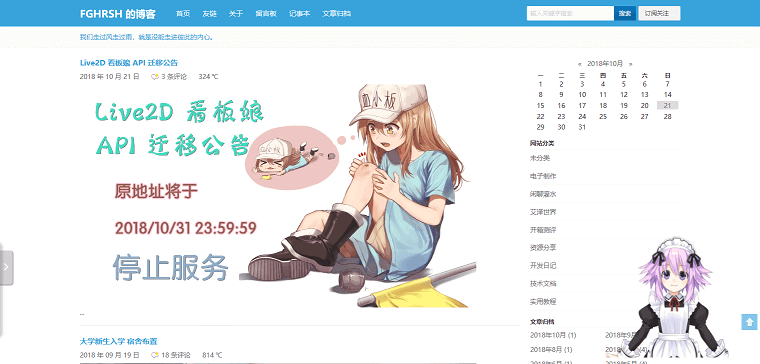 FGHRSH 的博客
首页 友链 关于 留言板 记事本 文章归档
输入关键字搜索 搜索 订阅关注
我们走过风走过雨，就是没能走进彼此的内心。
Live2D 看板娘 API 迁移公告
2018 年 10 月 21 日 3 条评论 324 ℃
Live2D 看板娘
API 迁移公告
血小板
原地址将于
2018/10/31 23:59:59
停止服务
...
大学新生入学 宿舍布置
2018 年 09 月 19 日 18 条评论 814 ℃
« 2018年10月 »
一 二 三 四 五 六 日
1 2 3 4 5 6 7
8 9 10 11 12 13 14
15 16 17 18 19 20 21
22 23 24 25 26 27 28
29 30 31
网站分类
未分类
电子制作
闲聊灌水
艾泽世界
开箱测评
资源分享
开发日记
技术文档
实用教程
文章归档
2018年10月 (1) 2018年9月
2018年8月 (1)